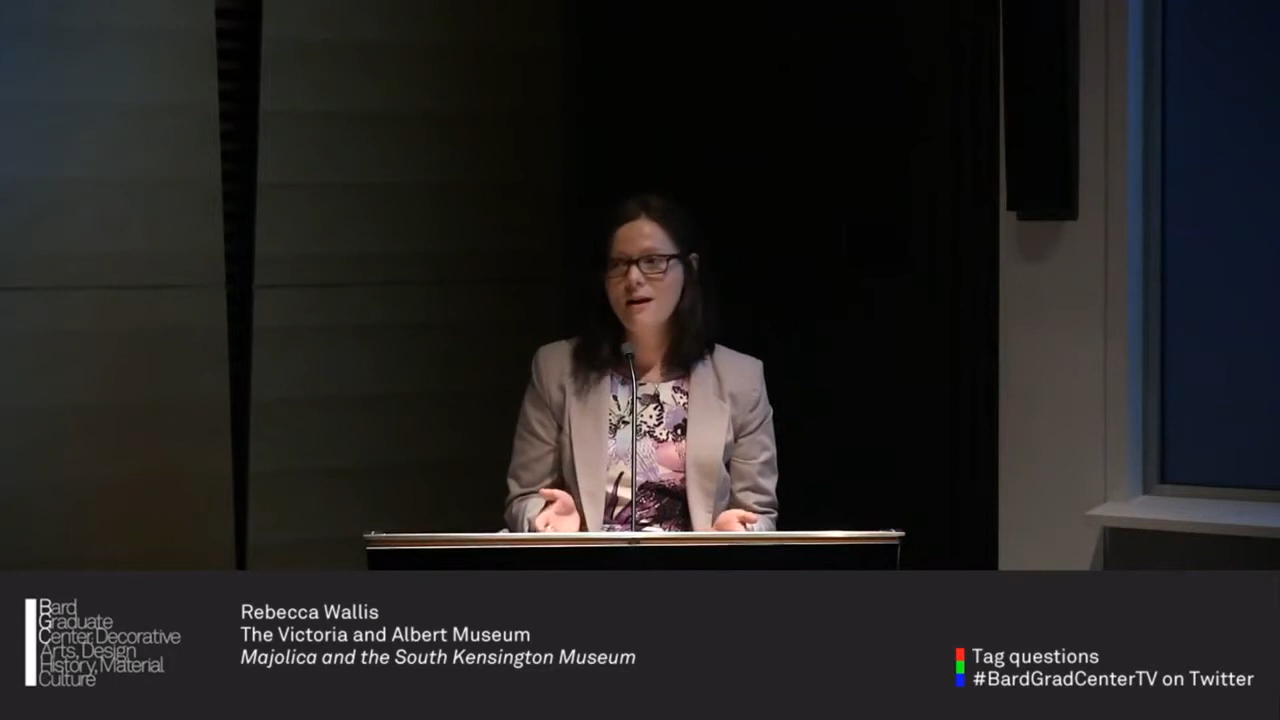 Bard
Graduate
Center, Decorative
Arts, Design
History, Material
Culture
Rebecca Wallis
The Victoria and Albert Museum
Majolica and the South Kensington Museum
Tag questions
#BardGradCenterTV on Twitter